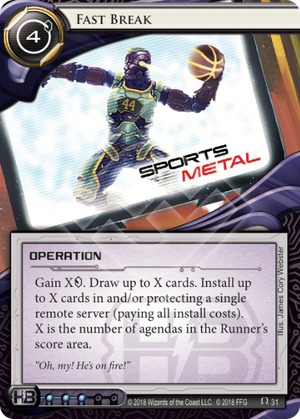 FAST BREAK
4
44
SPORTS
METAL
OPERATION
Gain X. Draw up to X cards. Install up
to X cards in and/or protecting a single
remote server (paying all install costs).
X is the number of agendas in the Runner's
score area.
"Oh, my! He's on fire!"
Illus. James Cory Webster
HB
© 2018 Wizards of the Coast LLC. © 2018 FFG
31